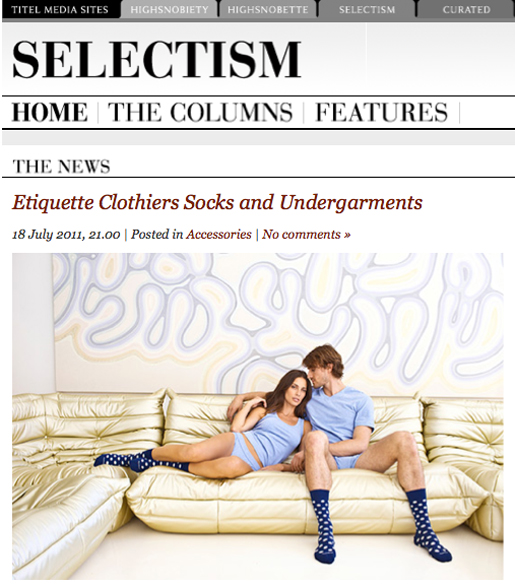 TITEL MEDIA SITES HIGHSNOBIETY HIGHSNOBETTE SELECTISM CURATED
SELECTISM
HOME | THE COLUMNS | FEATURES |
THE NEWS
Etiquette Clothiers Socks and Undergarments
18 July 2011, 21.00 | Posted in Accessories | No comments »